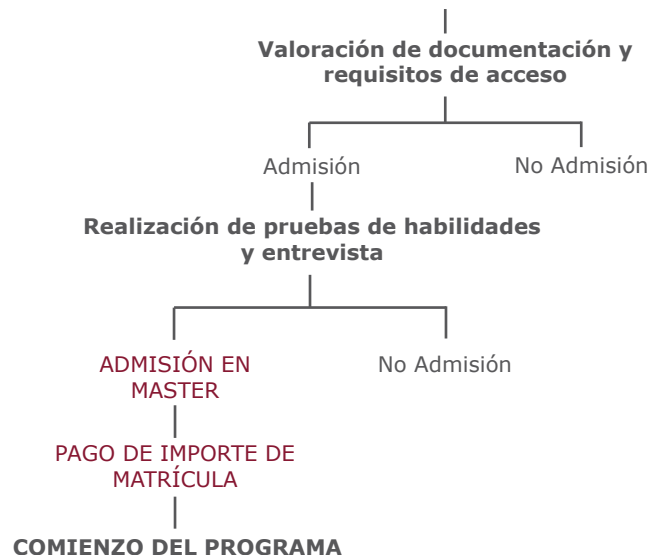 Valoración de documentación y
requisitos de acceso
Admisión
No Admisión
Realización de pruebas de habilidades
y entrevista
ADMISIÓN EN
MASTER
No Admisión
PAGO DE IMPORTE DE
MATRÍCULA
COMIENZO DEL PROGRAMA